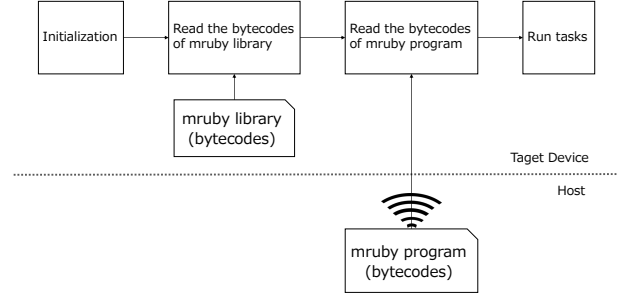 Initialization
Read the bytecodes
of mruby library
Read the bytecodes
of mruby program
Run tasks
mruby library
(bytecodes)
Taget Device
Host
mruby program
(bytecodes)